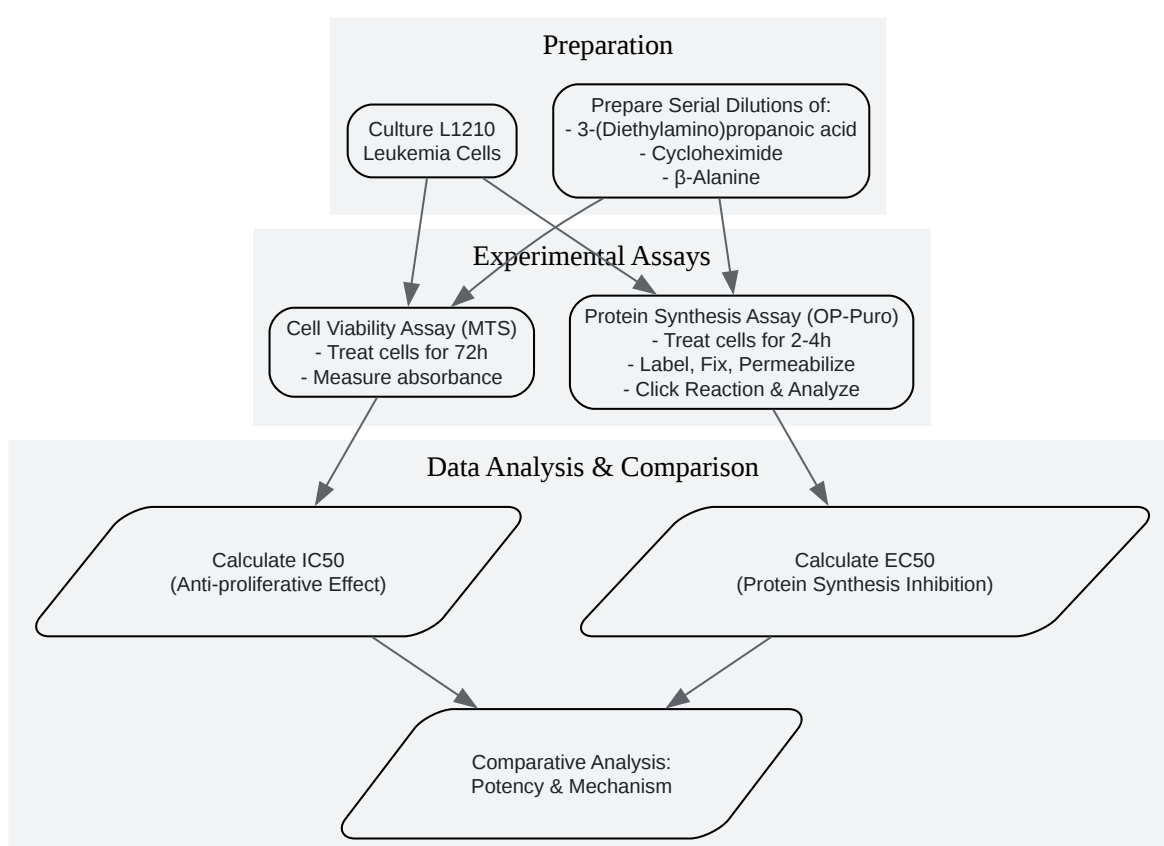 Preparation
Culture L1210
Leukemia Cells
Prepare Serial Dilutions of:
- 3-(Diethylamino)propanoic acid
- Cycloheximide
- β-Alanine
Experimental Assays
Cell Viability Assay (MTS)
- Treat cells for 72h
- Measure absorbance
Protein Synthesis Assay (OP-Puro)
- Treat cells for 2-4h
- Label, Fix, Permeabilize
- Click Reaction & Analyze
Data Analysis & Comparison
Calculate IC50
(Anti-proliferative Effect)
Calculate EC50
(Protein Synthesis Inhibition)
Comparative Analysis:
Potency & Mechanism